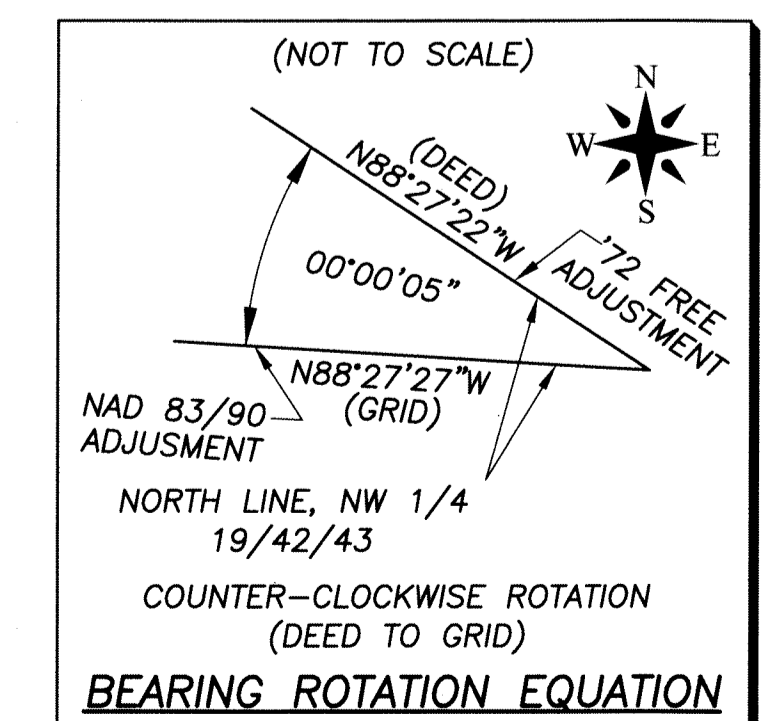 (NOT TO SCALE)
N
W
E
S
(DEED)
N88°27'22"W
'72 FREE
ADJUSTMENT
00°00'05"
N88°27'27"W
(GRID)
NAD 83/90
ADJUSMENT
NORTH LINE, NW 1/4
19/42/43
COUNTER-CLOCKWISE ROTATION
(DEED TO GRID)
BEARING ROTATION EQUATION